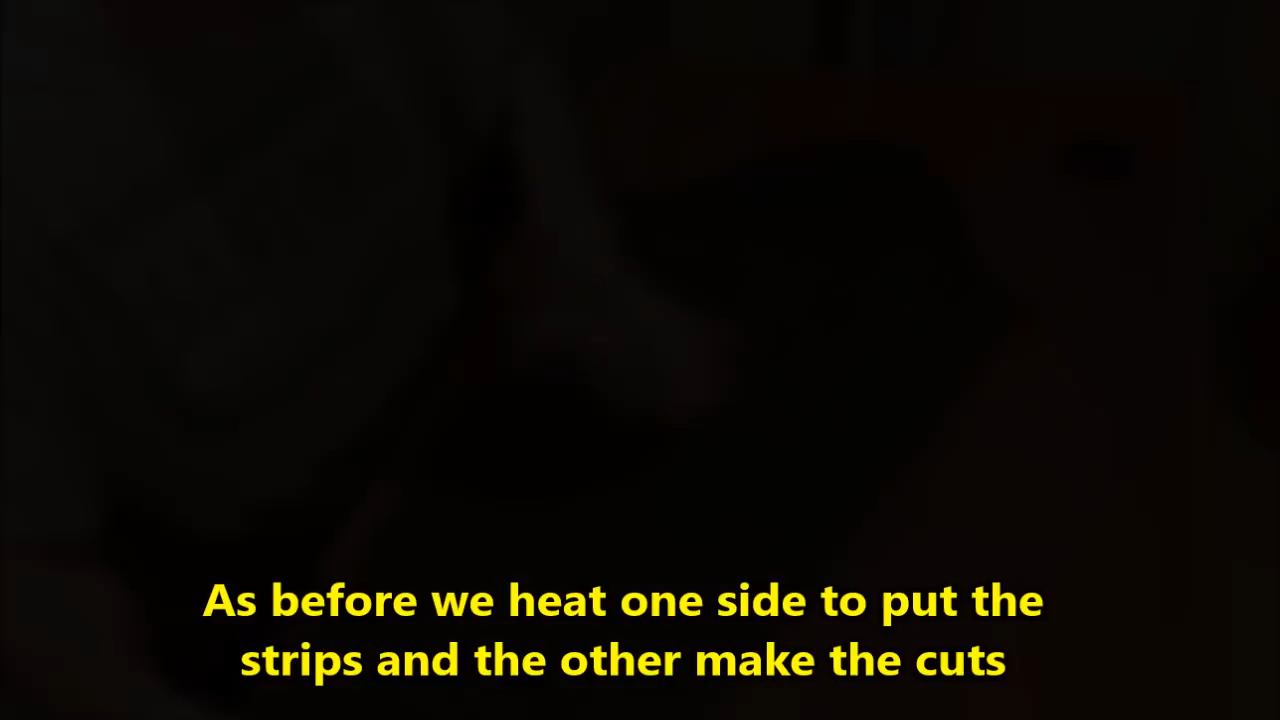 As before we heat one side to put the
strips and the other make the cuts